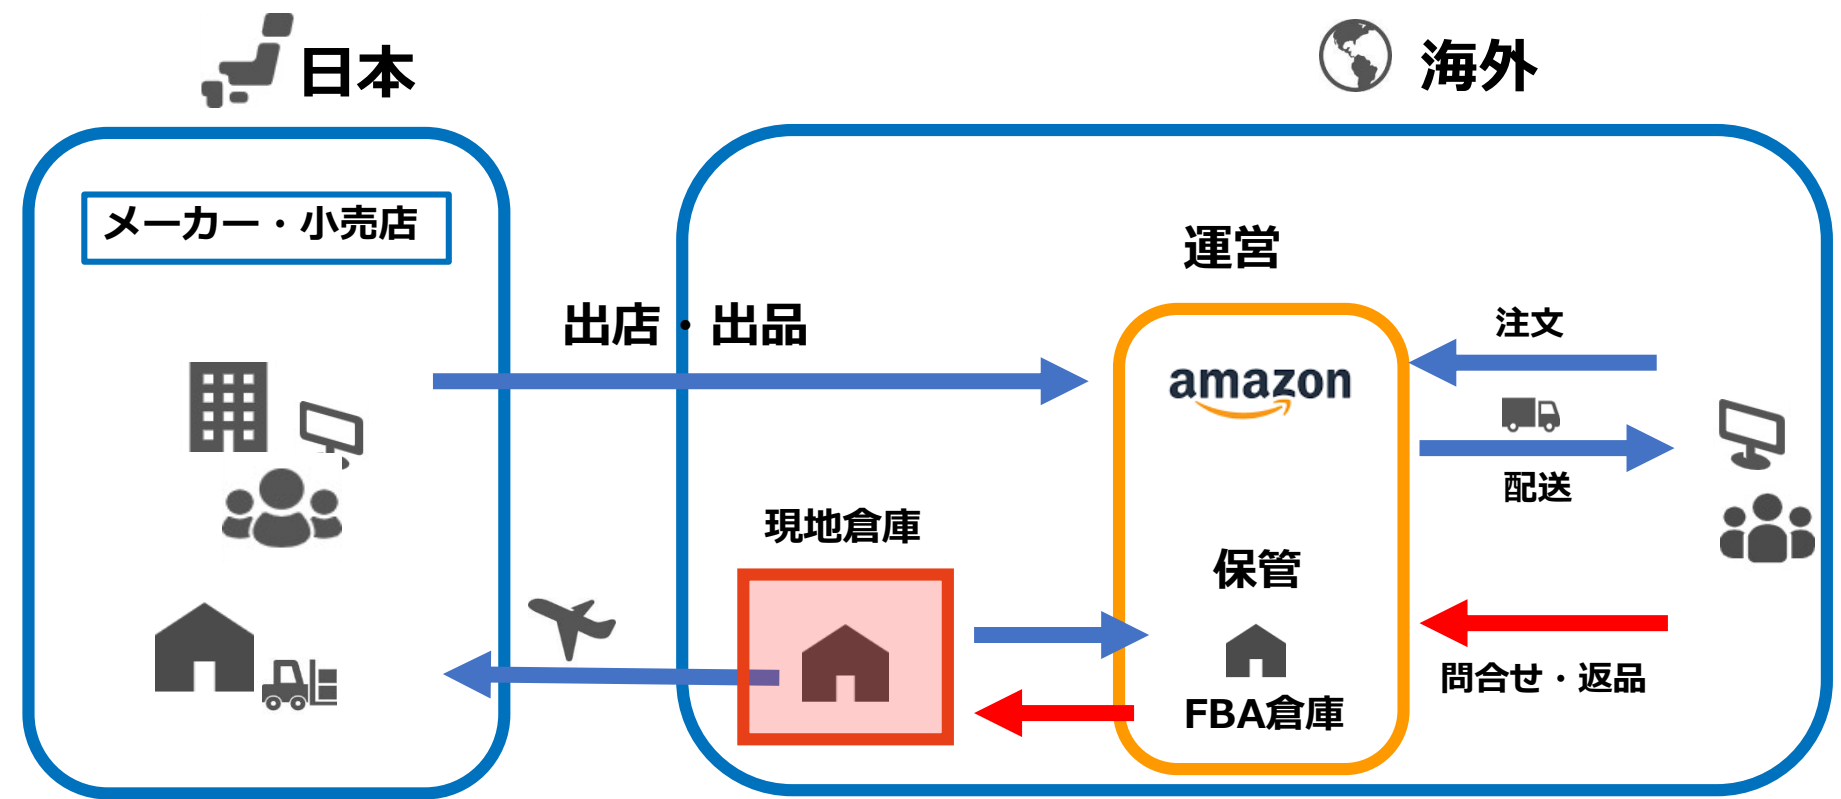 日本
海外
メーカー・小売店
運営
出店・出品
注文
amazon
配送
現地倉庫
保管
問合せ・返品
FBA倉庫